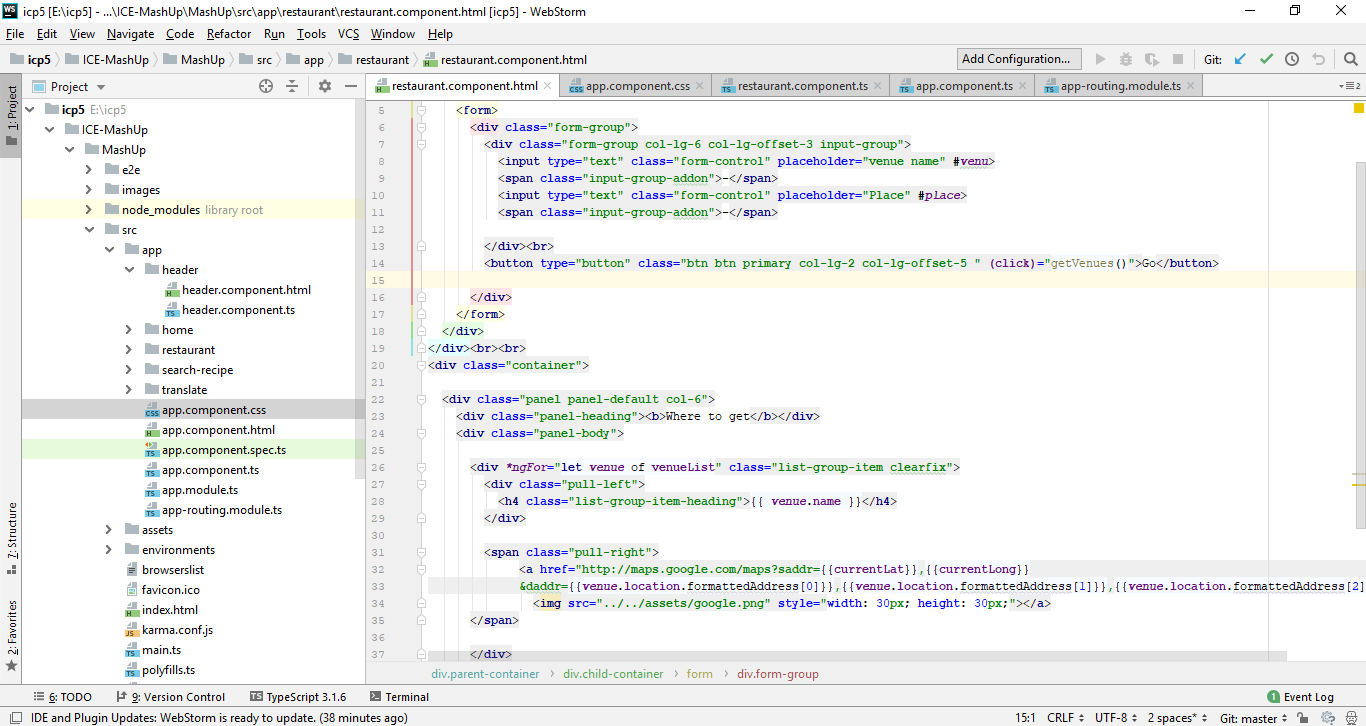 icp5 [E:\icp5] - ...\ICE-MashUp\MashUp\src\app\restaurant\restaurant.component.html [icp5] - WebStorm
File Edit View Navigate Code Refactor Run Tools VCS Window Help
icp5 ICE-MashUp MashUp src app restaurant restaurant.component.html Add Configuration... Git:
1: Project
Project
restaurant.component.html app.component.css restaurant.component.ts app.component.ts app-routing.module.ts
icp5 E:\icp5
ICE-MashUp
MashUp
e2e
images
node_modules library root
src
app
header
header.component.html
header.component.ts
home
restaurant
search-recipe
translate
app.component.css
app.component.html
app.component.spec.ts
app.component.ts
app.module.ts
app-routing.module.ts
assets
environments
browserslist
favicon.ico
index.html
karma.conf.js
main.ts
polyfills.ts
7: Structure
2: Favorites
5 <form>
6 <div class="form-group">
7 <div class="form-group col-lg-6 col-lg-offset-3 input-group">
8 <input type="text" class="form-control" placeholder="venue name" #venu>
9 <span class="input-group-addon">-</span>
10 <input type="text" class="form-control" placeholder="Place" #place>
11 <span class="input-group-addon">-</span>
12
13 </div><br>
14 <button type="button" class="btn btn primary col-lg-2 col-lg-offset-5 " (click)="getVenues()">Go</button>
15
16 </div>
17 </form>
18 </div>
19 </div><br><br>
20 <div class="container">
21
22 <div class="panel panel-default col-6">
23 <div class="panel-heading"><b>Where to get</b></div>
24 <div class="panel-body">
25
26 <div *ngFor="let venue of venueList" class="list-group-item clearfix">
27 <div class="pull-left">
28 <h4 class="list-group-item-heading">{{ venue.name }}</h4>
29 </div>
30
31 <span class="pull-right">
32 <a href="http://maps.google.com/maps?saddr={{currentLat}},{{currentLong}}
33 &daddr={{venue.location.formattedAddress[0]}},{{venue.location.formattedAddress[1]}},{{venue.location.formattedAddress[2]
34 <img src="../../assets/google.png" style="width: 30px; height: 30px;"></a>
35 </span>
36
37 </div>
div.parent-container div.child-container form div.form-group
6: TODO 9: Version Control TypeScript 3.1.6 Terminal 1 Event Log
IDE and Plugin Updates: WebStorm is ready to update. (38 minutes ago) 15:1 CRLF UTF-8 2 spaces* Git: master